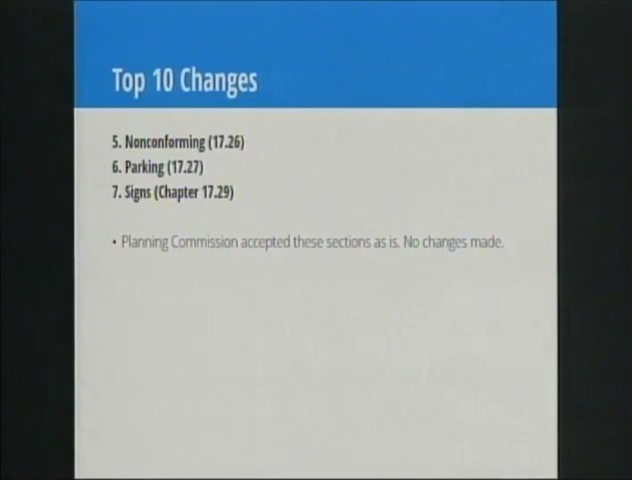 Top 10 Changes
5. Nonconforming (17.26)
6. Parking (17.27)
7. Signs (Chapter 17.29)
• Planning Commission accepted these sections as is. No changes made.